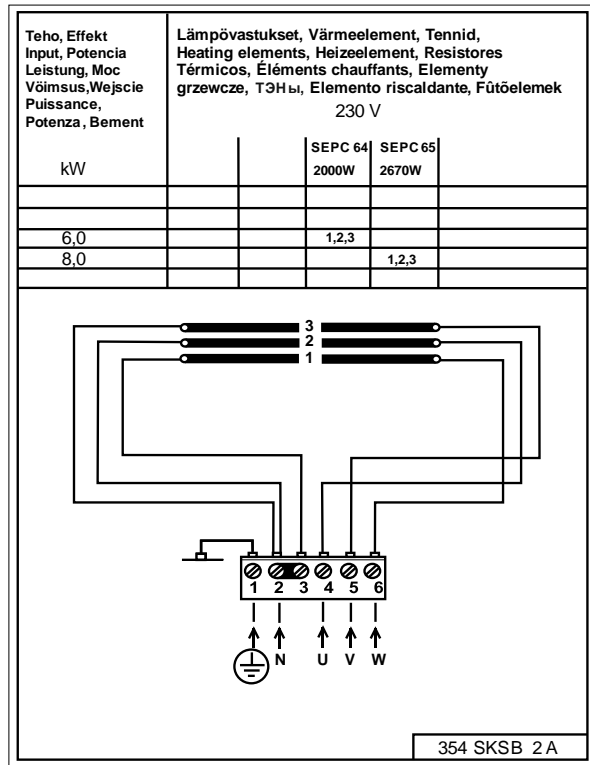 Teho, Effekt
Input, Potencia
Leistung, Moc
Vöimsus,Wejscie
Puissance,
Potenza, Bement
kW
Lämpövastukset, Värmeelement, Tennid,
Heating elements, Heizeelement, Resistores
Térmicos, Éléments chauffants, Elementy
grzewcze, ТЭНы, Elemento riscaldante, Fûtõelemek
230 V
SEPC 64 SEPC 65
2000W 2670W
6,0 1,2,3
8,0 1,2,3
3
2
1
1 2 3 4 5 6
N U V W
354 SKSB 2 A